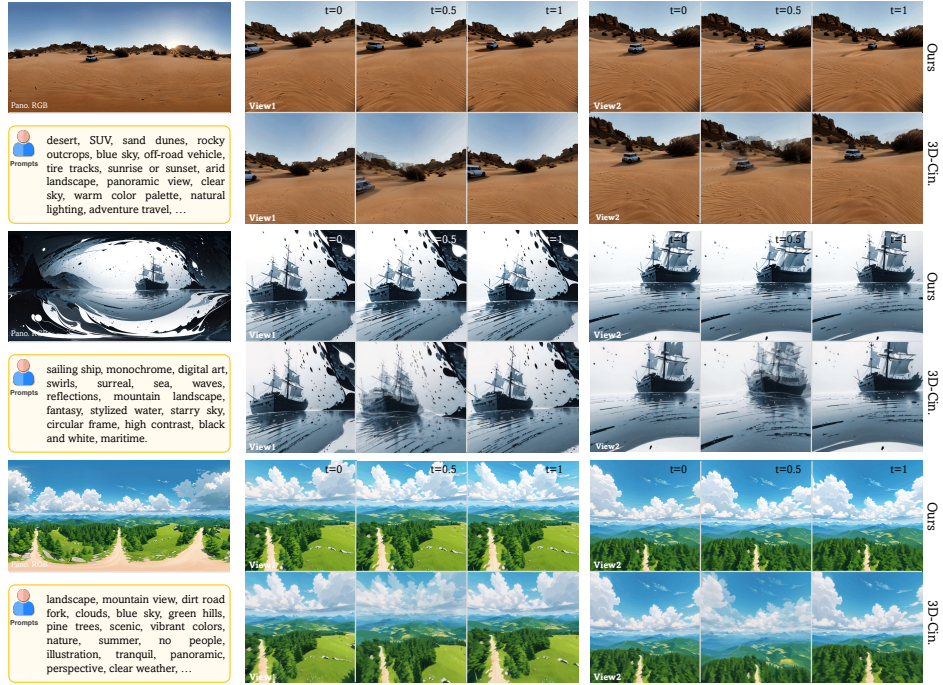 t=0
t=0.5
t=1
t=0
t=0.5
t=1
Pano. RGB
View1
View2
Ours
Prompts
desert, SUV, sand dunes, rocky
outcrops, blue sky, off-road vehicle,
tire tracks, sunrise or sunset, arid
landscape, panoramic view, clear
sky, warm color palette, natural
lighting, adventure travel, ...
View1
View2
3D-Cin.
t=0
t=0.5
t=1
t=0
t=0.5
t=1
Pano. RGB
View1
View2
Ours
Prompts
sailing ship, monochrome, digital art,
swirls, surreal, sea, waves,
reflections, mountain landscape,
fantasy, stylized water, starry sky,
circular frame, high contrast, black
and white, maritime.
View1
View2
3D-Cin.
t=0
t=0.5
t=1
t=0
t=0.5
t=1
Pano. RGB
View1
View2
Ours
Prompts
landscape, mountain view, dirt road
fork, clouds, blue sky, green hills,
pine trees, scenic, vibrant colors,
nature, summer, no people,
illustration, tranquil, panoramic,
perspective, clear weather, ...
View1
View2
3D-Cin.